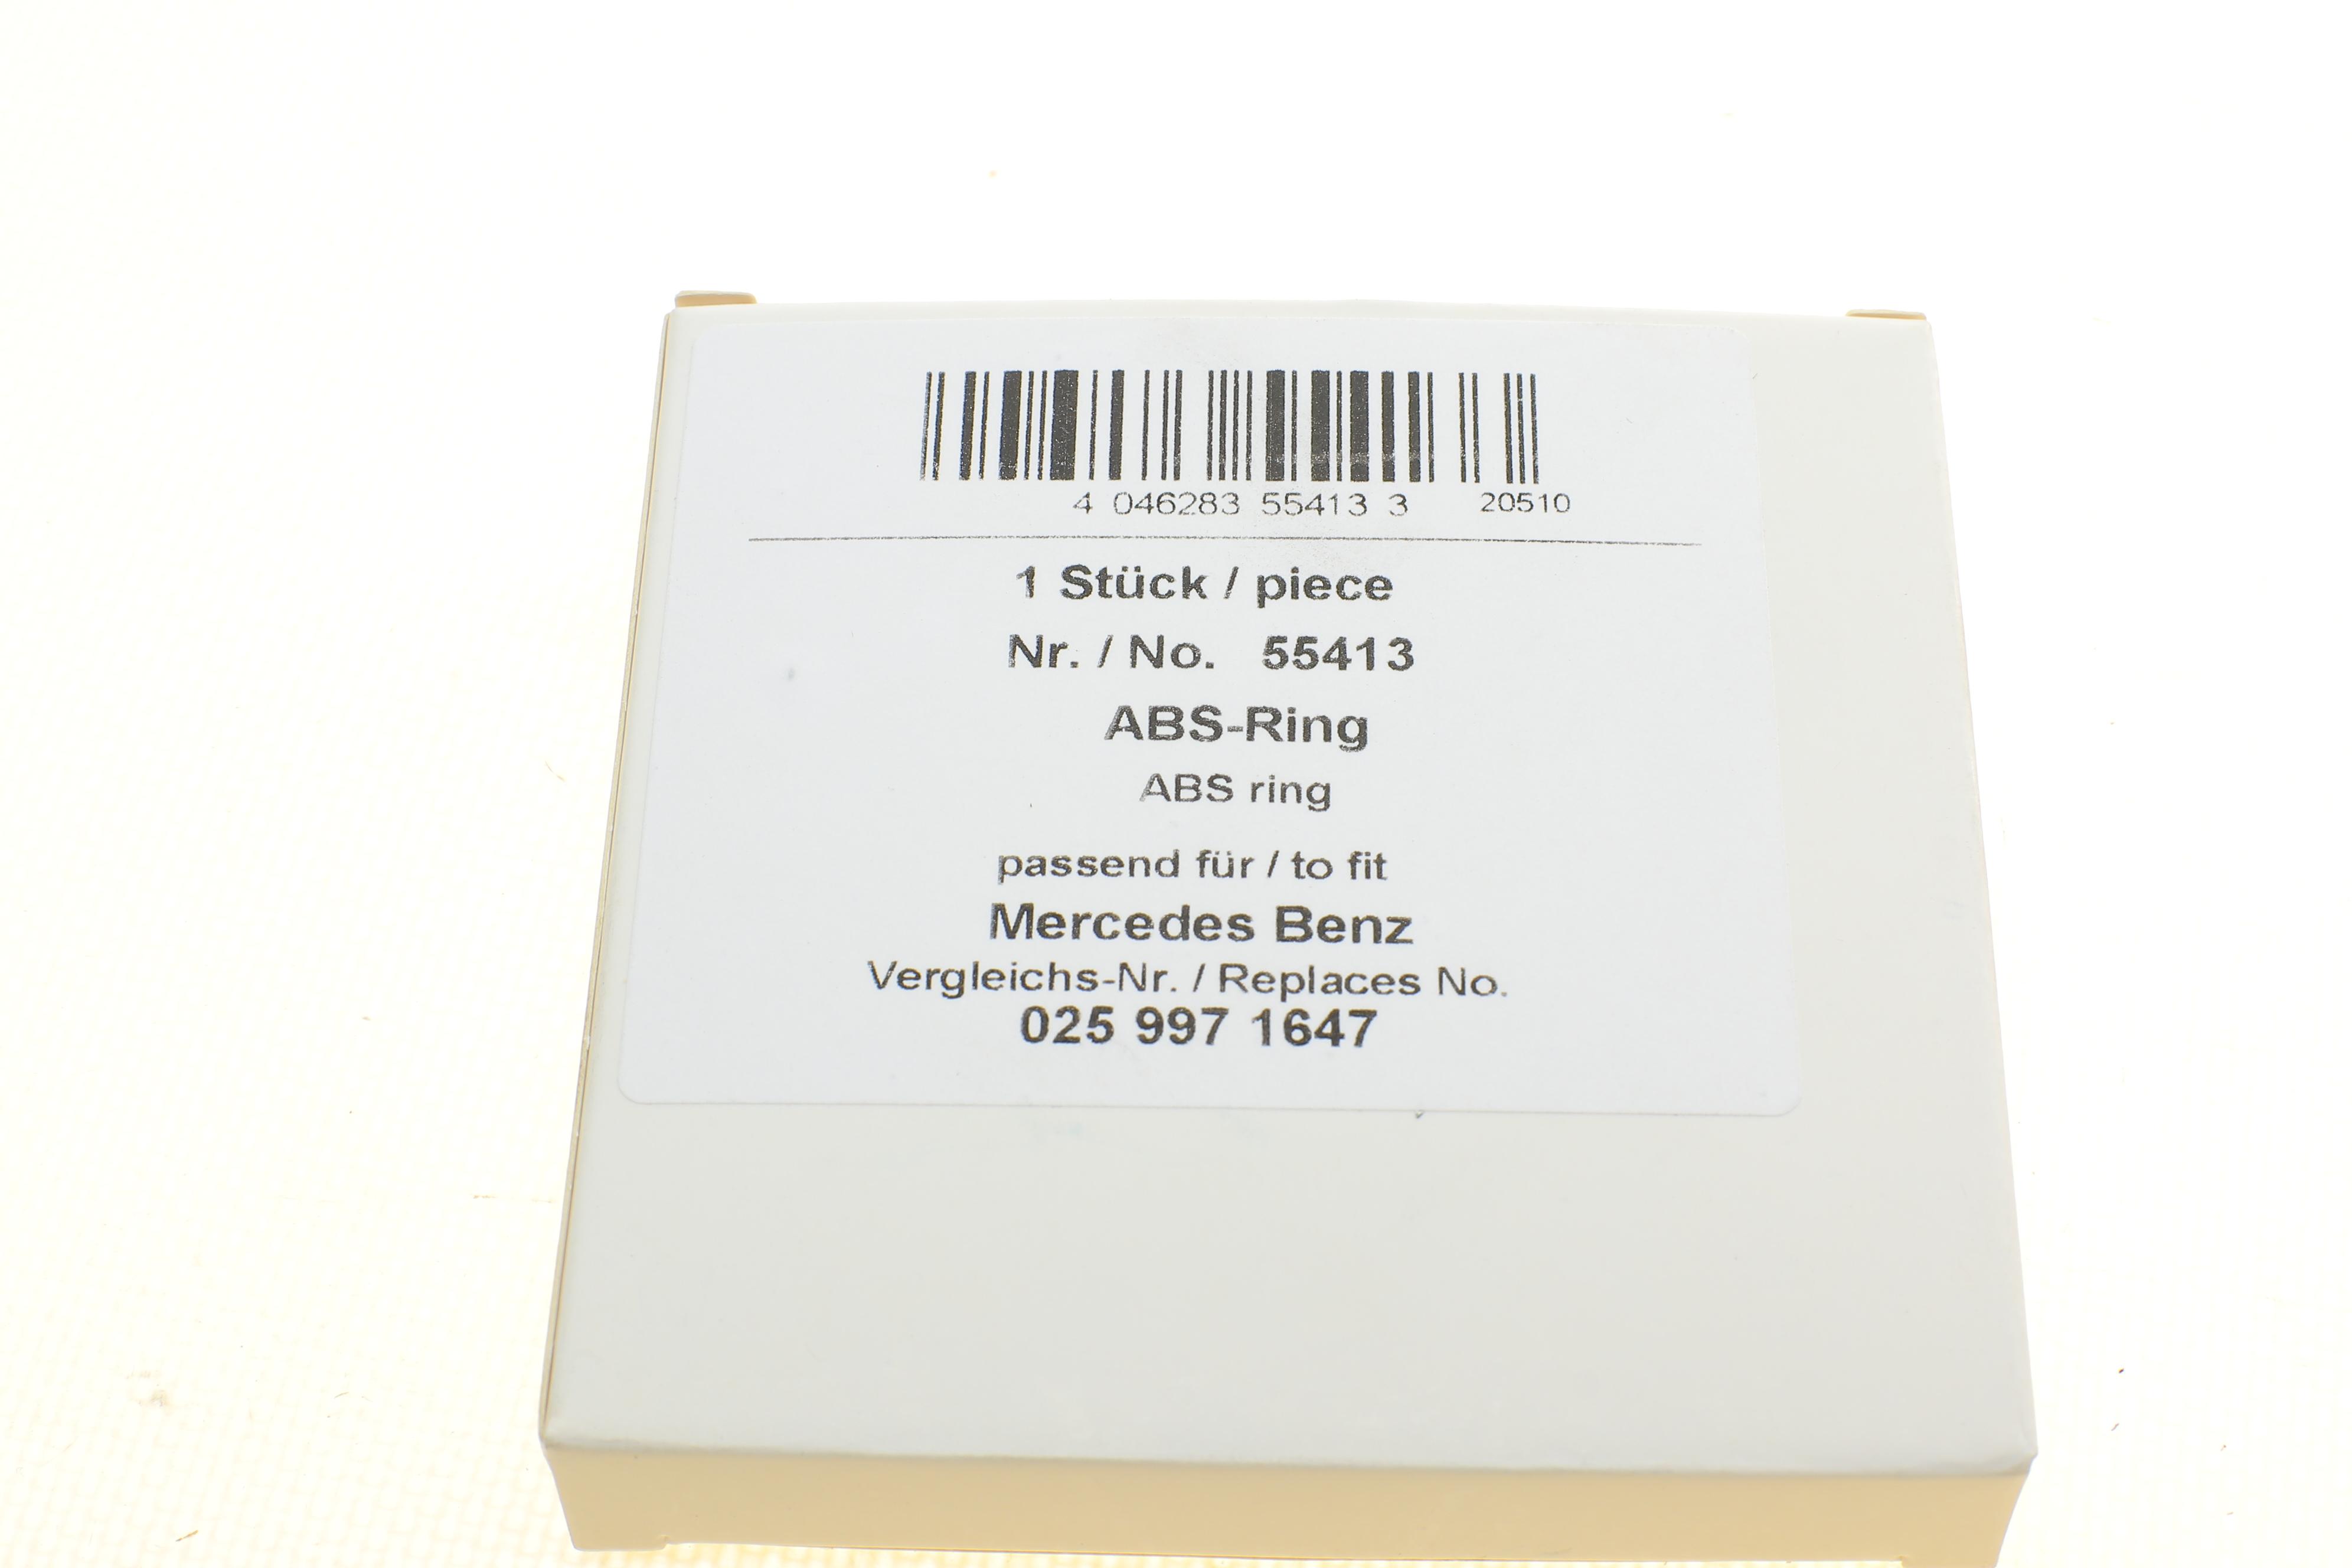 4 046283 55413 3 20510
1 Stück / piece
Nr. / No. 55413
ABS-Ring
ABS ring
passend für / to fit
Mercedes Benz
Vergleichs-Nr. / Replaces No.
025 997 1647